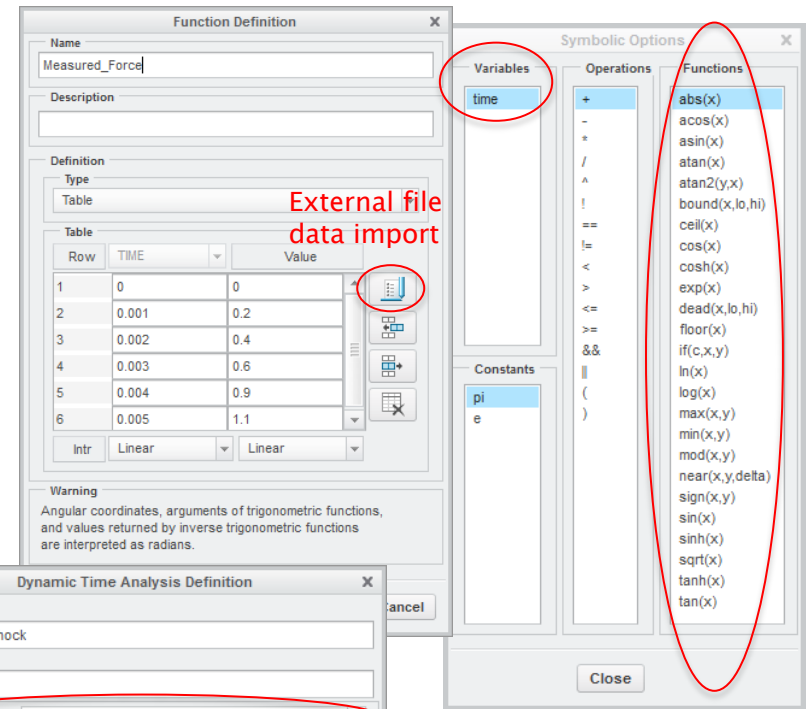 Function Definition X
Name
Measured_Force
Description
Definition
Type
Table
External file
data import
Table
Row TIME Value
1 0 0
2 0.001 0.2
3 0.002 0.4
4 0.003 0.6
5 0.004 0.9
6 0.005 1.1
Intr Linear Linear
Warning
Angular coordinates, arguments of trigonometric functions,
and values returned by inverse trigonometric functions
are interpreted as radians.
Cancel
Dynamic Time Analysis Definition X
Symbolic Options X
Variables
time
Constants
pi
e
Operations
+
-
*
/
^
!
==
!=
<
>
<=
>=
&&
||
(
)
Functions
abs(x)
acos(x)
asin(x)
atan(x)
atan2(y,x)
bound(x,lo,hi)
ceil(x)
cos(x)
cosh(x)
exp(x)
dead(x,lo,hi)
floor(x)
if(c,x,y)
ln(x)
log(x)
max(x,y)
min(x,y)
mod(x,y)
near(x,y,delta)
sign(x,y)
sin(x)
sinh(x)
sqrt(x)
tanh(x)
tan(x)
Close